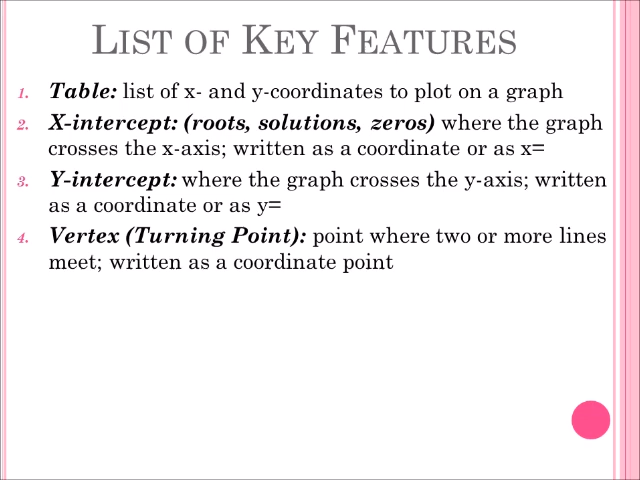 LIST OF KEY FEATURES
1. Table: list of x- and y-coordinates to plot on a graph
2. X-intercept: (roots, solutions, zeros) where the graph
crosses the x-axis; written as a coordinate or as x=
3. Y-intercept: where the graph crosses the y-axis; written
as a coordinate or as y=
4. Vertex (Turning Point): point where two or more lines
meet; written as a coordinate point